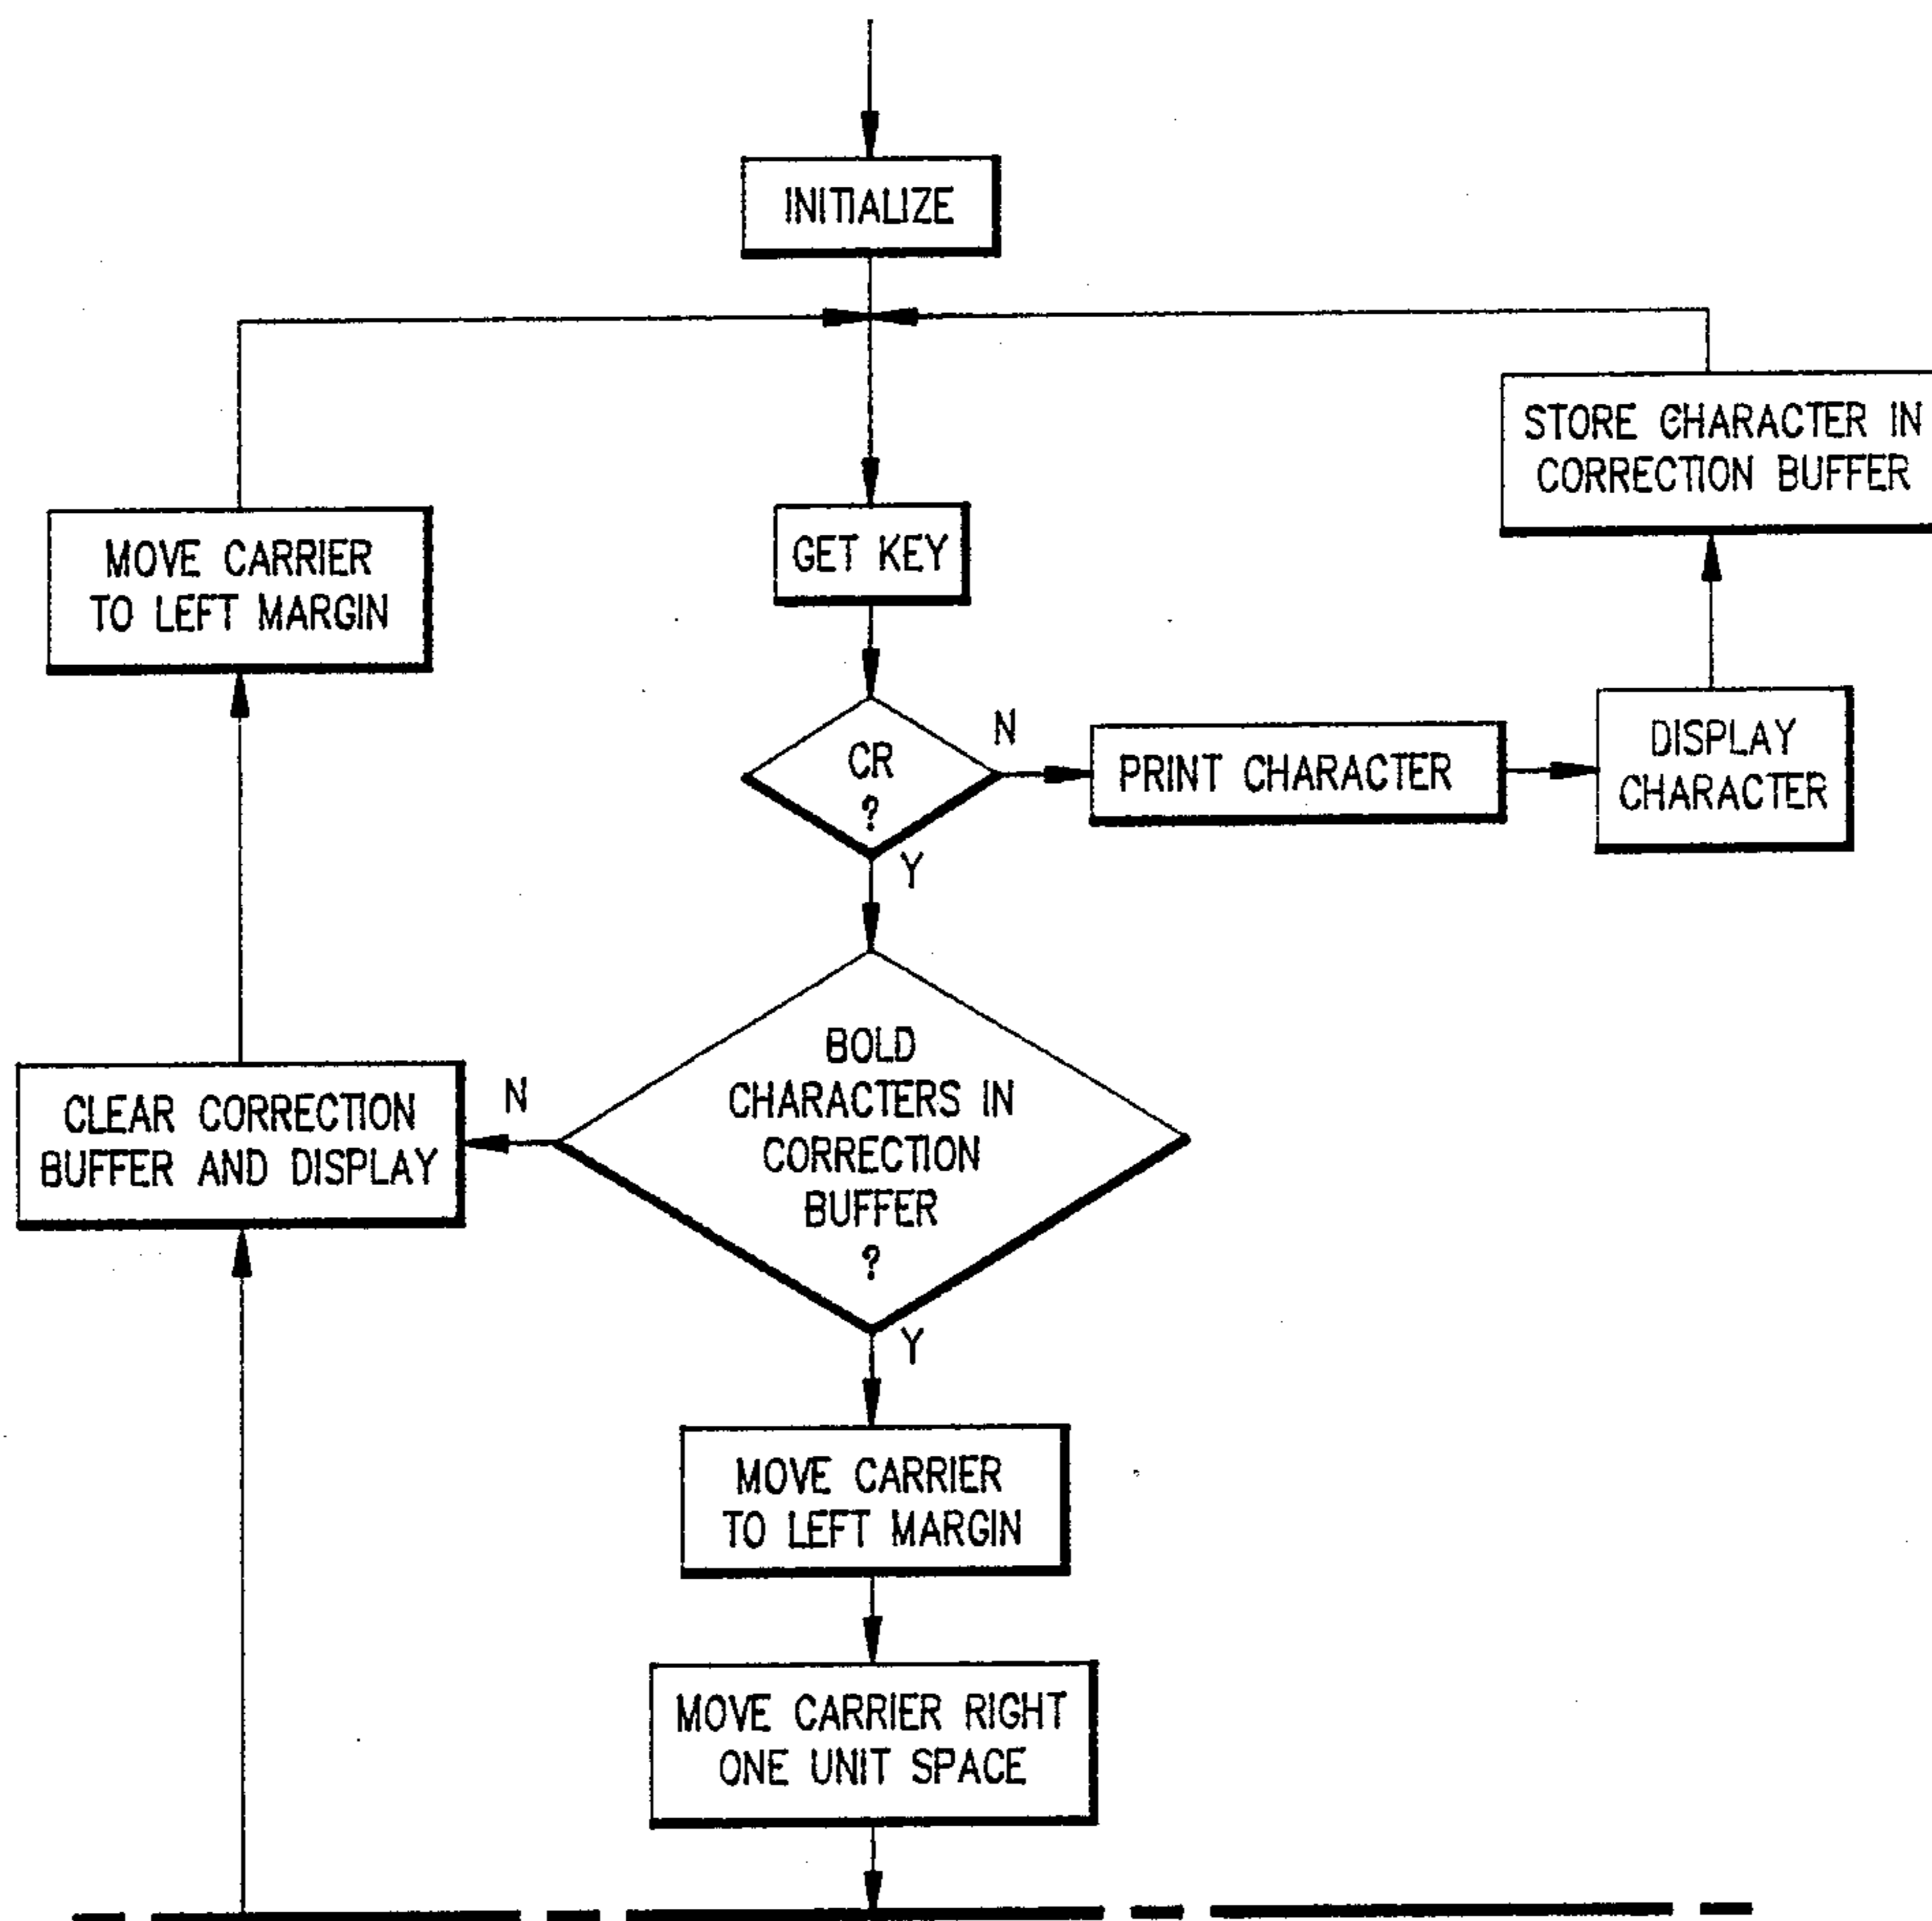 INITIALIZE
STORE CHARACTER IN
CORRECTION BUFFER
MOVE CARRIER
TO LEFT MARGIN
GET KEY
CR
?
N
PRINT CHARACTER
DISPLAY
CHARACTER
Y
BOLD
CHARACTERS IN
CORRECTION
BUFFER
?
N
CLEAR CORRECTION
BUFFER AND DISPLAY
Y
MOVE CARRIER
TO LEFT MARGIN
MOVE CARRIER RIGHT
ONE UNIT SPACE